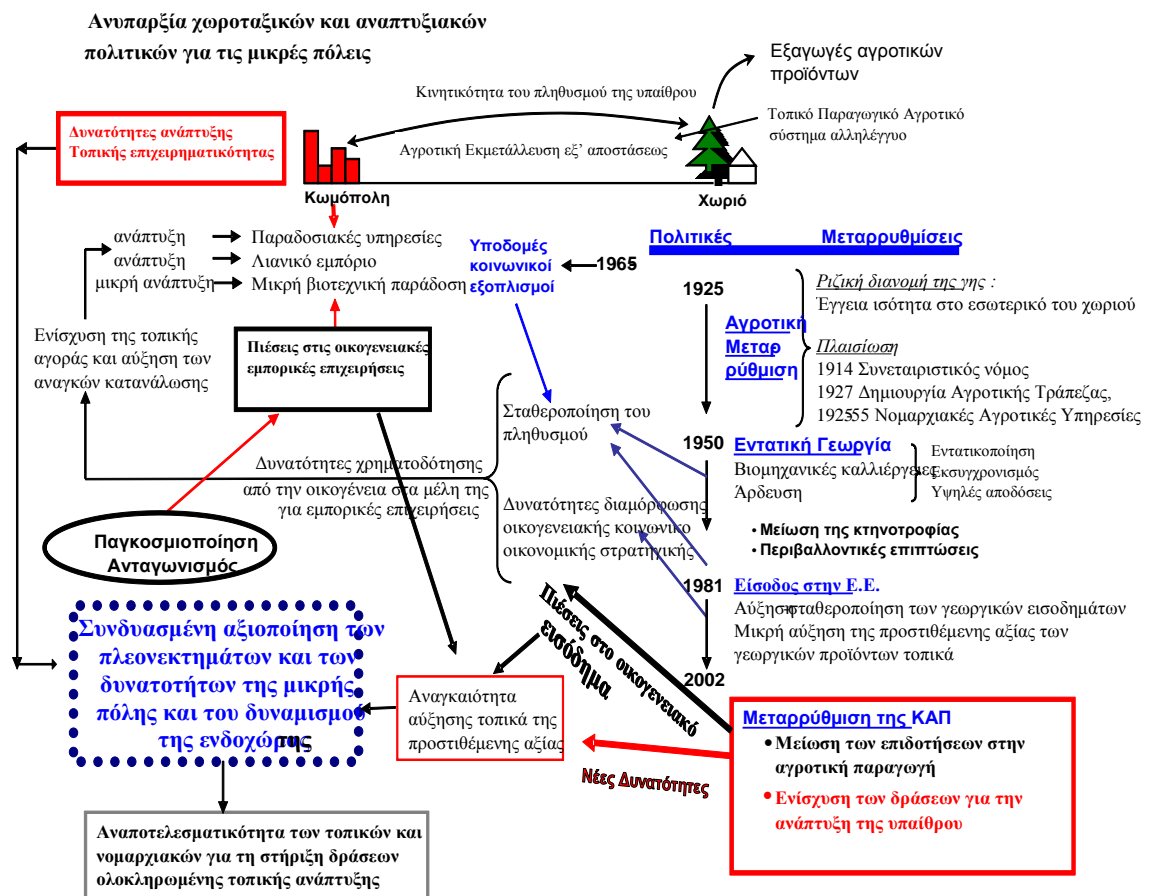 Ανυπαρξία χωροταξικών και αναπτυξιακών
πολιτικών για τις μικρές πόλεις
Εξαγωγές αγροτικών
προϊόντων
Κινητικότητα του πληθυσμού της υπαίθρου
Τοπικό Παραγωγικό Αγροτικό
σύστημα αλληλέγγυο
Δυνατότητες ανάπτυξης
Τοπικής επιχειρηματικότητας
Αγροτική Εκμετάλλευση εξ’ αποστάσεως
Κωμόπολη
Χωριό
ανάπτυξη
Παραδοσιακές υπηρεσίες
ανάπτυξη
Λιανικό εμπόριο
μικρή ανάπτυξη
Μικρή βιοτεχνική παράδοση
Υποδομές
κοινωνικοί
εξοπλισμοί
1965
Πολιτικές
Μεταρρυθμίσεις
1925
Ριζική διανομή της γης :
Έγγεια ισότητα στο εσωτερικό του χωριού
Αγροτική
Μεταρ
ρύθμιση
Πλαισίωση
1914 Συνεταιριστικός νόμος
1927 Δημιουργία Αγροτικής Τράπεζας,
1925-55 Νομαρχιακές Αγροτικές Υπηρεσίες
Ενίσχυση της τοπικής
αγοράς και αύξηση των
αναγκών κατανάλωσης
Πιέσεις στις οικογενειακές
εμπορικές επιχειρήσεις
Σταθεροποίηση του
πληθυσμού
1950
Εντατική Γεωργία
Βιομηχανικές καλλιέργειες
Άρδευση
Εντατικοποίηση
Εκσυγχρονισμός
Υψηλές αποδόσεις
Δυνατότητες χρηματοδότησης
από την οικογένεια στα μέλη της
για εμπορικές επιχειρήσεις
Δυνατότητες διαμόρφωσης
οικογενειακής κοινωνικο
οικονομικής στρατηγικής
• Μείωση της κτηνοτροφίας
• Περιβαλλοντικές επιπτώσεις
Παγκοσμιοποίηση
Ανταγωνισμός
1981
Είσοδος στην Ε.Ε.
Αύξηση-σταθεροποίηση των γεωργικών εισοδημάτων
Μικρή αύξηση της προστιθέμενης αξίας των
γεωργικών προϊόντων τοπικά
2002
Πιέσεις στο οικογενειακό
εισόδημα
Συνδυασμένη αξιοποίηση των
πλεονεκτημάτων και των
δυνατοτήτων της μικρής
πόλης και του δυναμισμού
της ενδοχώρας της
Αναγκαιότητα
αύξησης τοπικά της
προστιθέμενης αξίας
Νέες Δυνατότητες
Μεταρρύθμιση της ΚΑΠ
• Μείωση των επιδοτήσεων στην
αγροτική παραγωγή
• Ενίσχυση των δράσεων για την
ανάπτυξη της υπαίθρου
Αναποτελεσματικότητα των τοπικών και
νομαρχιακών για τη στήριξη δράσεων
ολοκληρωμένης τοπικής ανάπτυξης